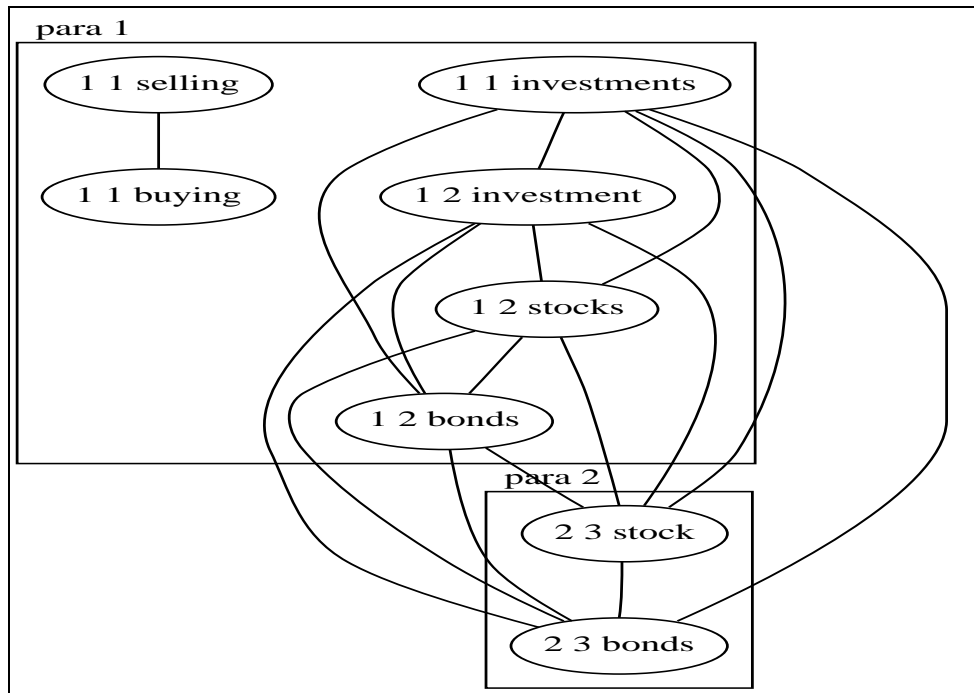 para 1
1 1 selling
1 1 investments
1 1 buying
1 2 investment
1 2 stocks
1 2 bonds
para 2
2 3 stock
2 3 bonds